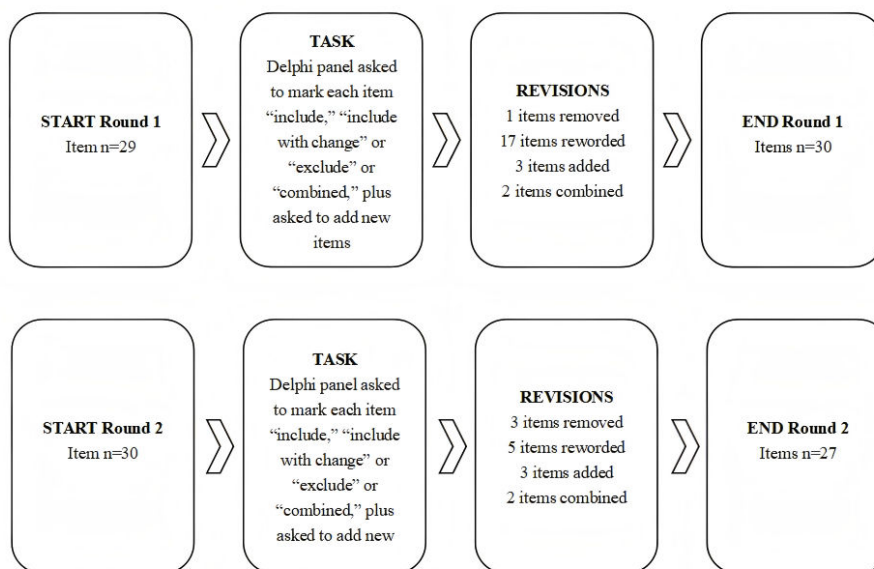 START Round 1
Item n=29
TASK
Delphi panel asked
to mark each item
“include,” “include
with change” or
“exclude” or
“combined,” plus
asked to add new
items
REVISIONS
1 items removed
17 items reworded
3 items added
2 items combined
END Round 1
Items n=30
START Round 2
Item n=30
TASK
Delphi panel asked
to mark each item
“include,” “include
with change” or
“exclude” or
“combined,” plus
asked to add new
REVISIONS
3 items removed
5 items reworded
3 items added
2 items combined
END Round 2
Items n=27